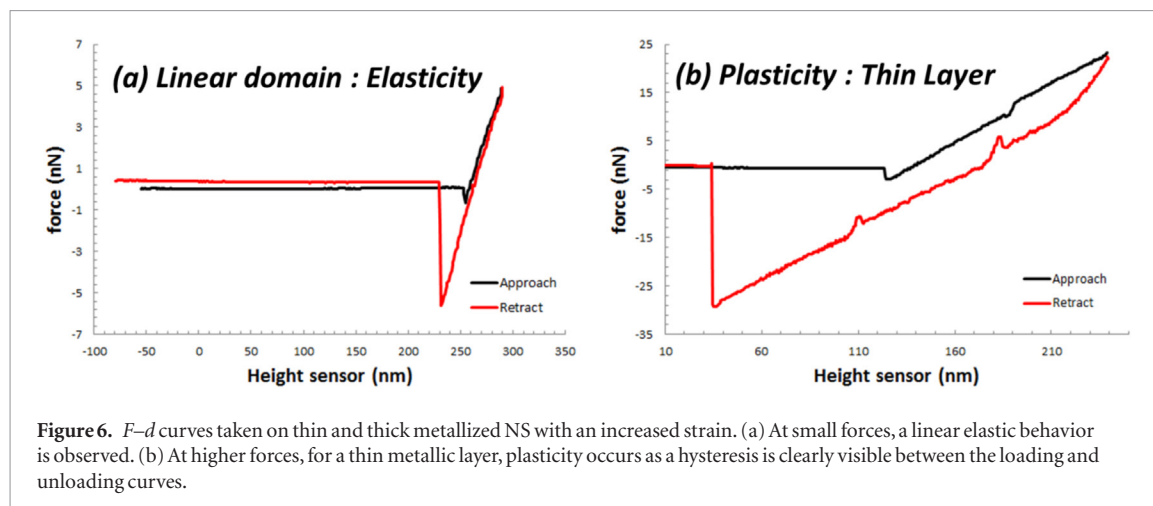 (a) Linear domain : Elasticity
7
5
3
1
-1
-3
-5
-7
force (nN)
-100 -50 0 50 100 150 200 250 300 350
Height sensor (nm)
Approach
Retract
(b) Plasticity : Thin Layer
25
15
5
-5
-15
-25
-35
force (nN)
10 60 110 160 210
Height sensor (nm)
Approach
Retract
Figure 6. F–d curves taken on thin and thick metallized NS with an increased strain. (a) At small forces, a linear elastic behavior
is observed. (b) At higher forces, for a thin metallic layer, plasticity occurs as a hysteresis is clearly visible between the loading and
unloading curves.